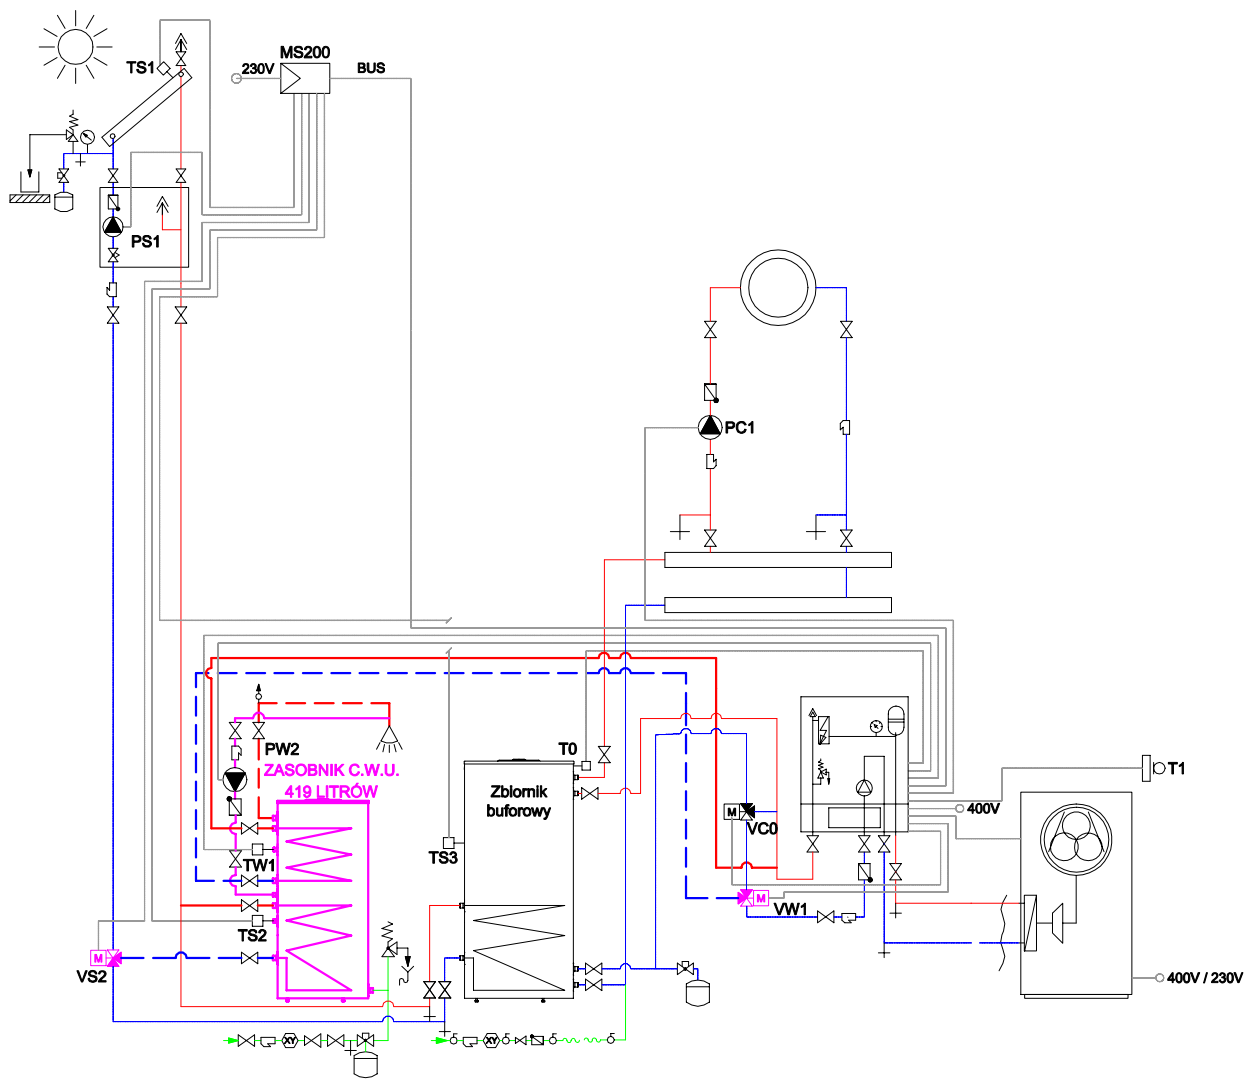 MS200
TS1
230V
BUS
PS1
PC1
PW2
T0
ZASOBNIK C.W.U.
419 LITRÓW
Zbiornik
buforowy
T1
400V
M
VC0
TS3
TW1
TS2
M
VW1
M
VS2
400V / 230V
XY
XY